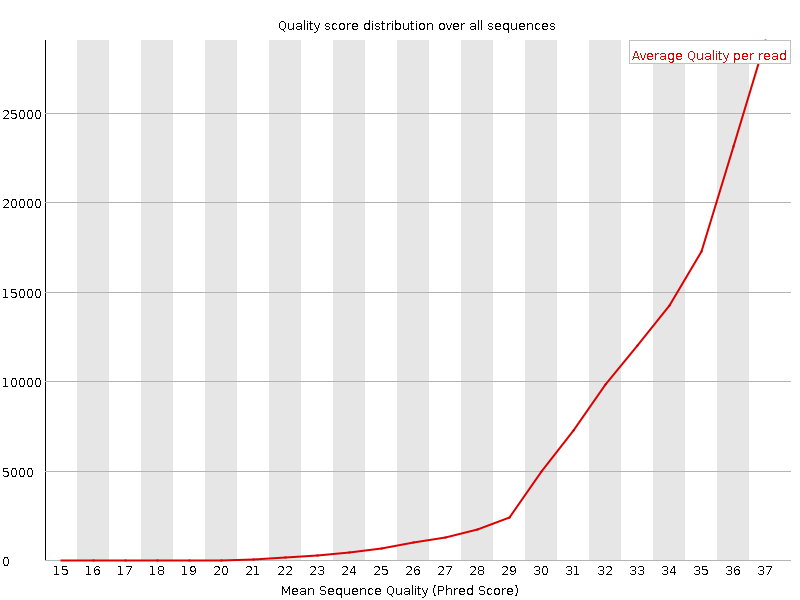 Quality score distribution over all sequences
Average Quality per read
25000
20000
15000
10000
5000
0
15 16 17 18 19 20 21 22 23 24 25 26 27 28 29 30 31 32 33 34 35 36 37
Mean Sequence Quality (Phred Score)